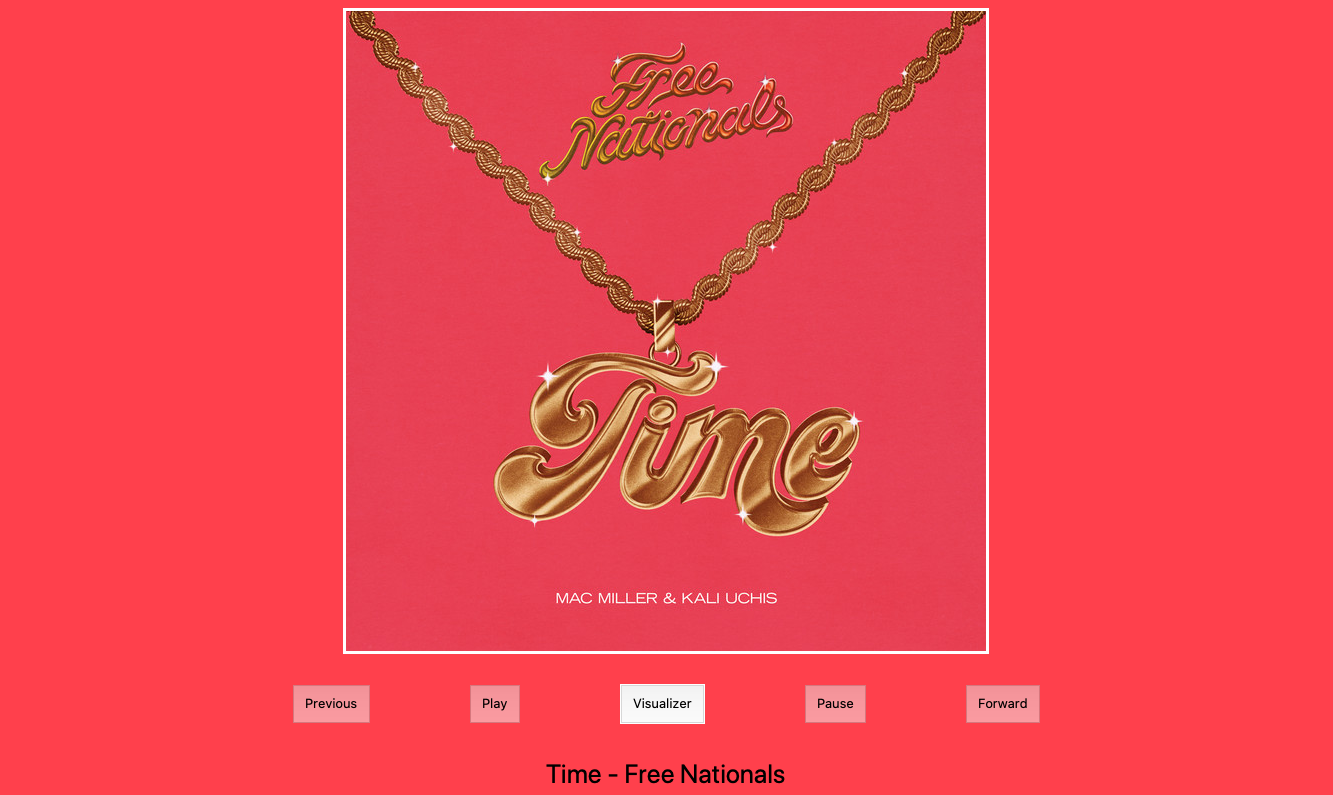 Free
Nationals
Time
MAC MILLER & KALI UCHIS
Previous
Play
Visualizer
Pause
Forward
Time - Free Nationals